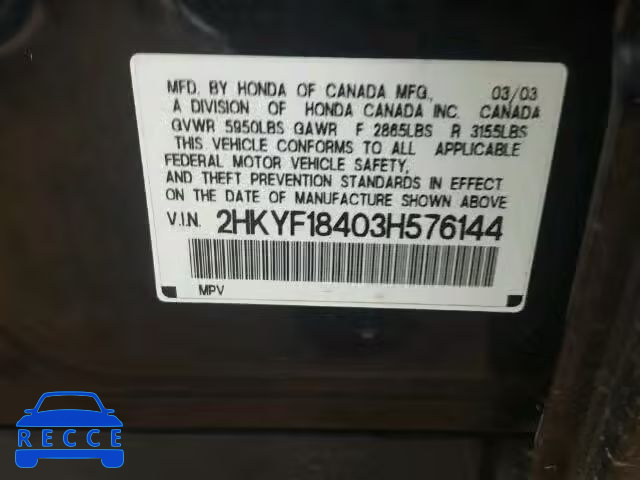 MFD. BY HONDA OF CANADA MFG., 03/03
A DIVISION OF HONDA CANADA INC. CANADA
GVWR 5950LBS GAWR F 2865LBS R 3155LBS
THIS VEHICLE CONFORMS TO ALL APPLICABLE
FEDERAL MOTOR VEHICLE SAFETY,
AND THEFT PREVENTION STANDARDS IN EFFECT
ON THE DATE OF MANUFACTURE SHOWN ABOVE
V.I.N. 2HKYF18403H576144
MPV
RECCE